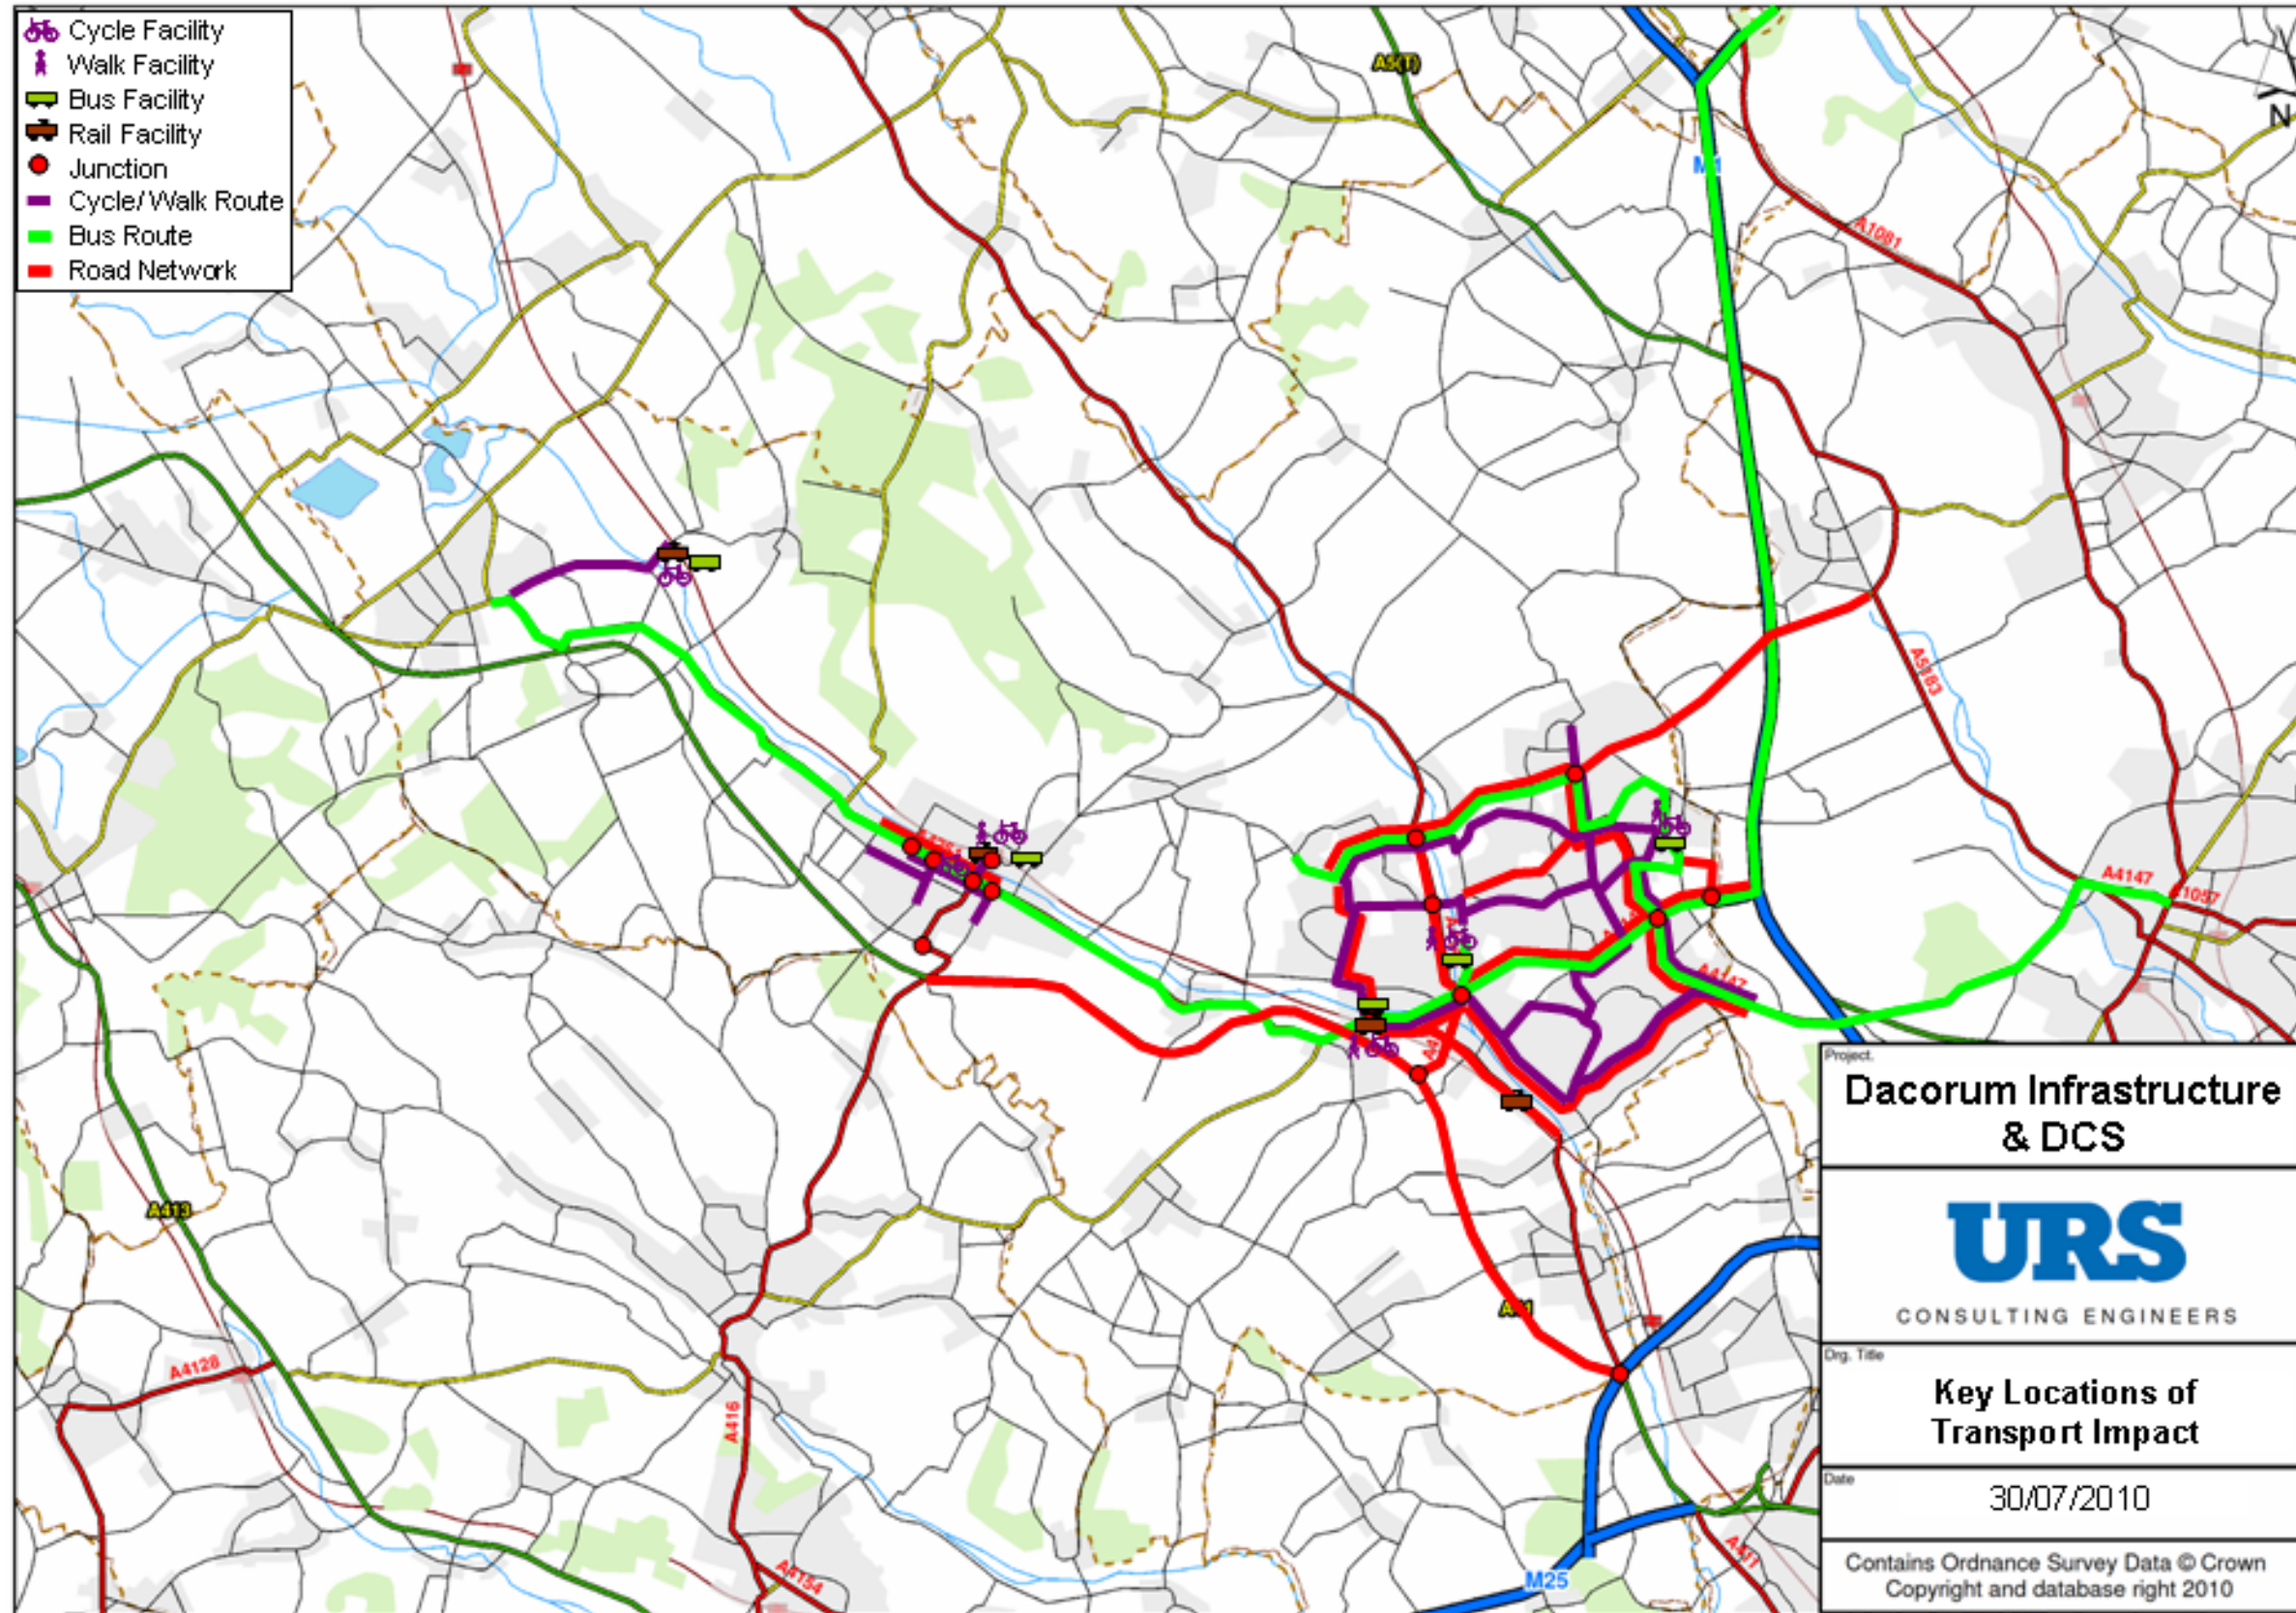 Cycle Facility
Walk Facility
Bus Facility
Rail Facility
Junction
Cycle/ Walk Route
Bus Route
Road Network
A5(T)
N
M1
A1081
A5183
A4147
A1057
A4147
A413
A41
A4128
A416
A4154
M25
A411
Project.
Dacorum Infrastructure
& DCS
URS
CONSULTING ENGINEERS
Drg. Title
Key Locations of
Transport Impact
Date
30/07/2010
Contains Ordnance Survey Data © Crown
Copyright and database right 2010